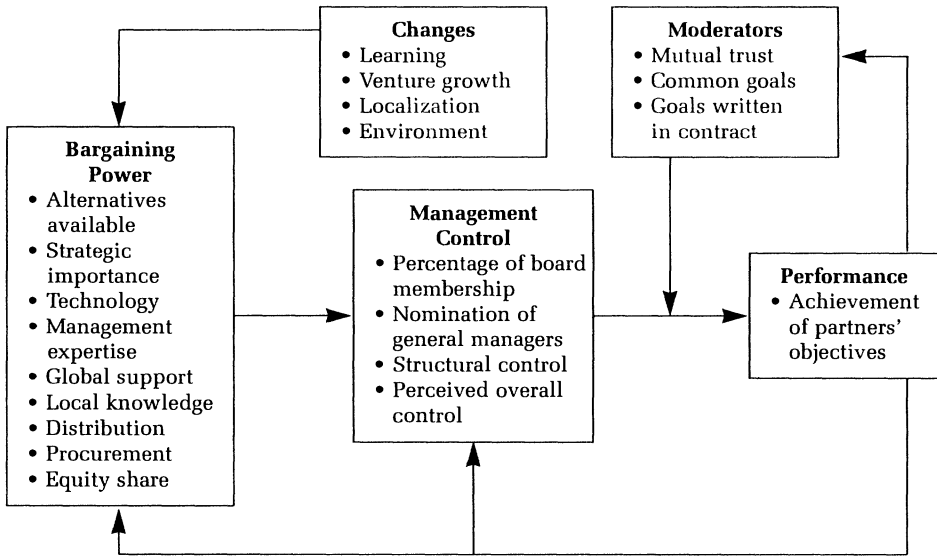 Changes
• Learning
• Venture growth
• Localization
• Environment
Moderators
• Mutual trust
• Common goals
• Goals written
in contract
Bargaining
Power
• Alternatives
available
• Strategic
importance
• Technology
• Management
expertise
• Global support
• Local knowledge
• Distribution
• Procurement
• Equity share
Management
Control
• Percentage of board
membership
• Nomination of
general managers
• Structural control
• Perceived overall
control
Performance
• Achievement
of partners’
objectives